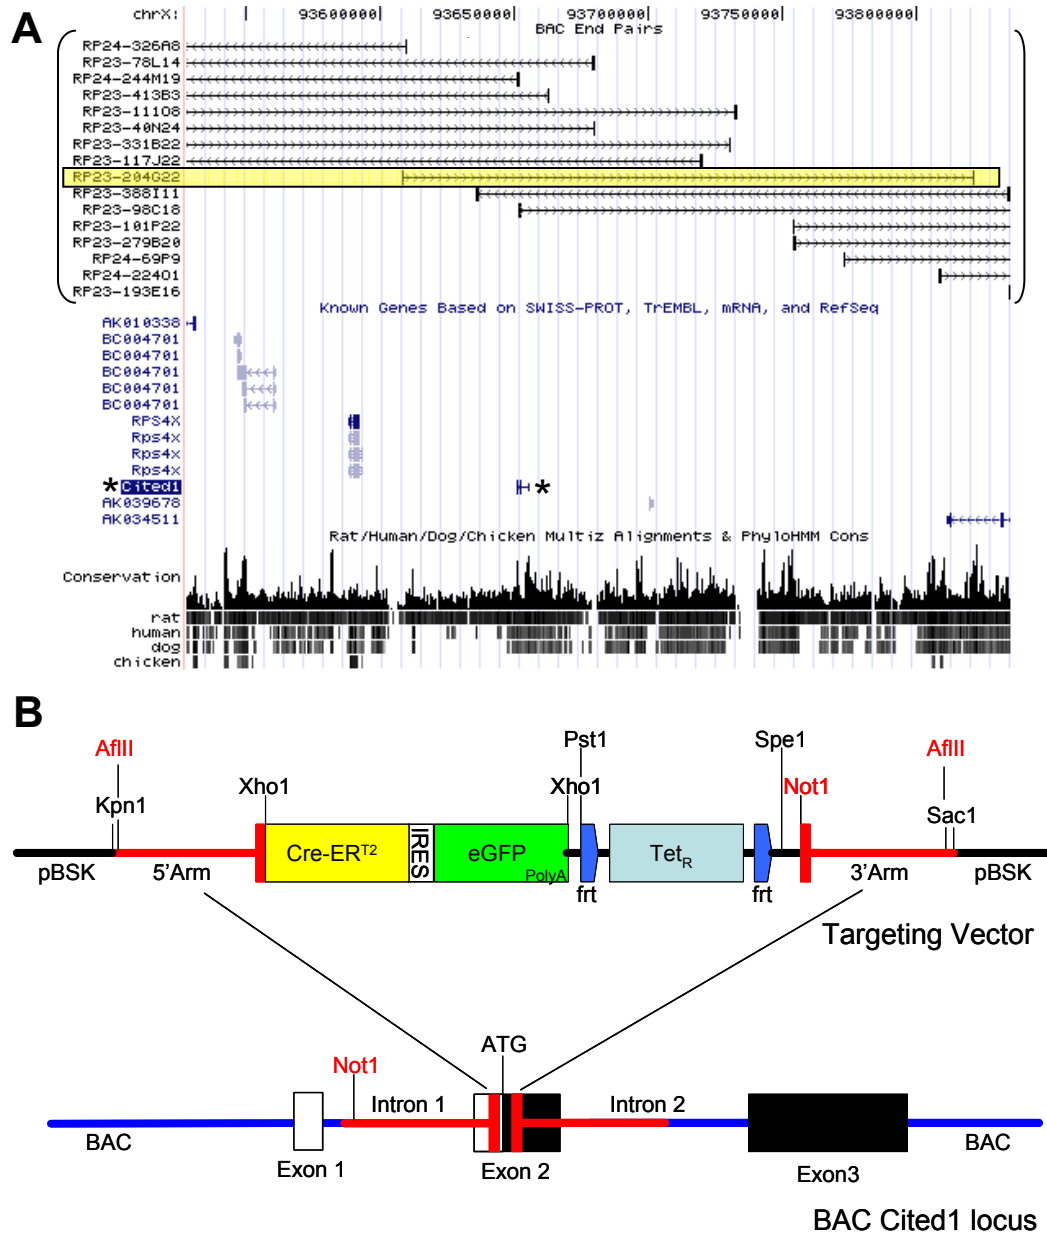 A
chrX: 93600000 93650000 93700000 93750000 93800000
BAC End Pairs
RP24-326A8
RP23-78L14
RP24-244M19
RP23-413B3
RP23-111O8
RP23-40N24
RP23-331B22
RP23-117J22
RP23-204G22
RP23-388I11
RP23-98C18
RP23-101P22
RP23-279B20
RP24-69P9
RP24-224O1
RP23-193E16
Known Genes Based on SWISS-PROT, TrEMBL, mRNA, and RefSeq
AK010338
BC004701
BC004701
BC004701
BC004701
BC004701
RPS4X
Rps4x
Rps4x
Rps4x
*Cited1 *
AK039678
AK034511
Rat/Human/Dog/Chicken Multiz Alignments & PhyloHMM Cons
Conservation
rat
human
dog
chicken
B
AflII Pst1 Spe1 AflII
Kpn1 Xho1 Xho1 Not1 Sac1
Cre-ERT2 IRES eGFP PolyA TetR
pBSK 5'Arm frt frt 3'Arm pBSK
Targeting Vector
ATG
Not1
Intron 1 Intron 2
BAC Exon 1 Exon 2 Exon3 BAC
BAC Cited1 locus